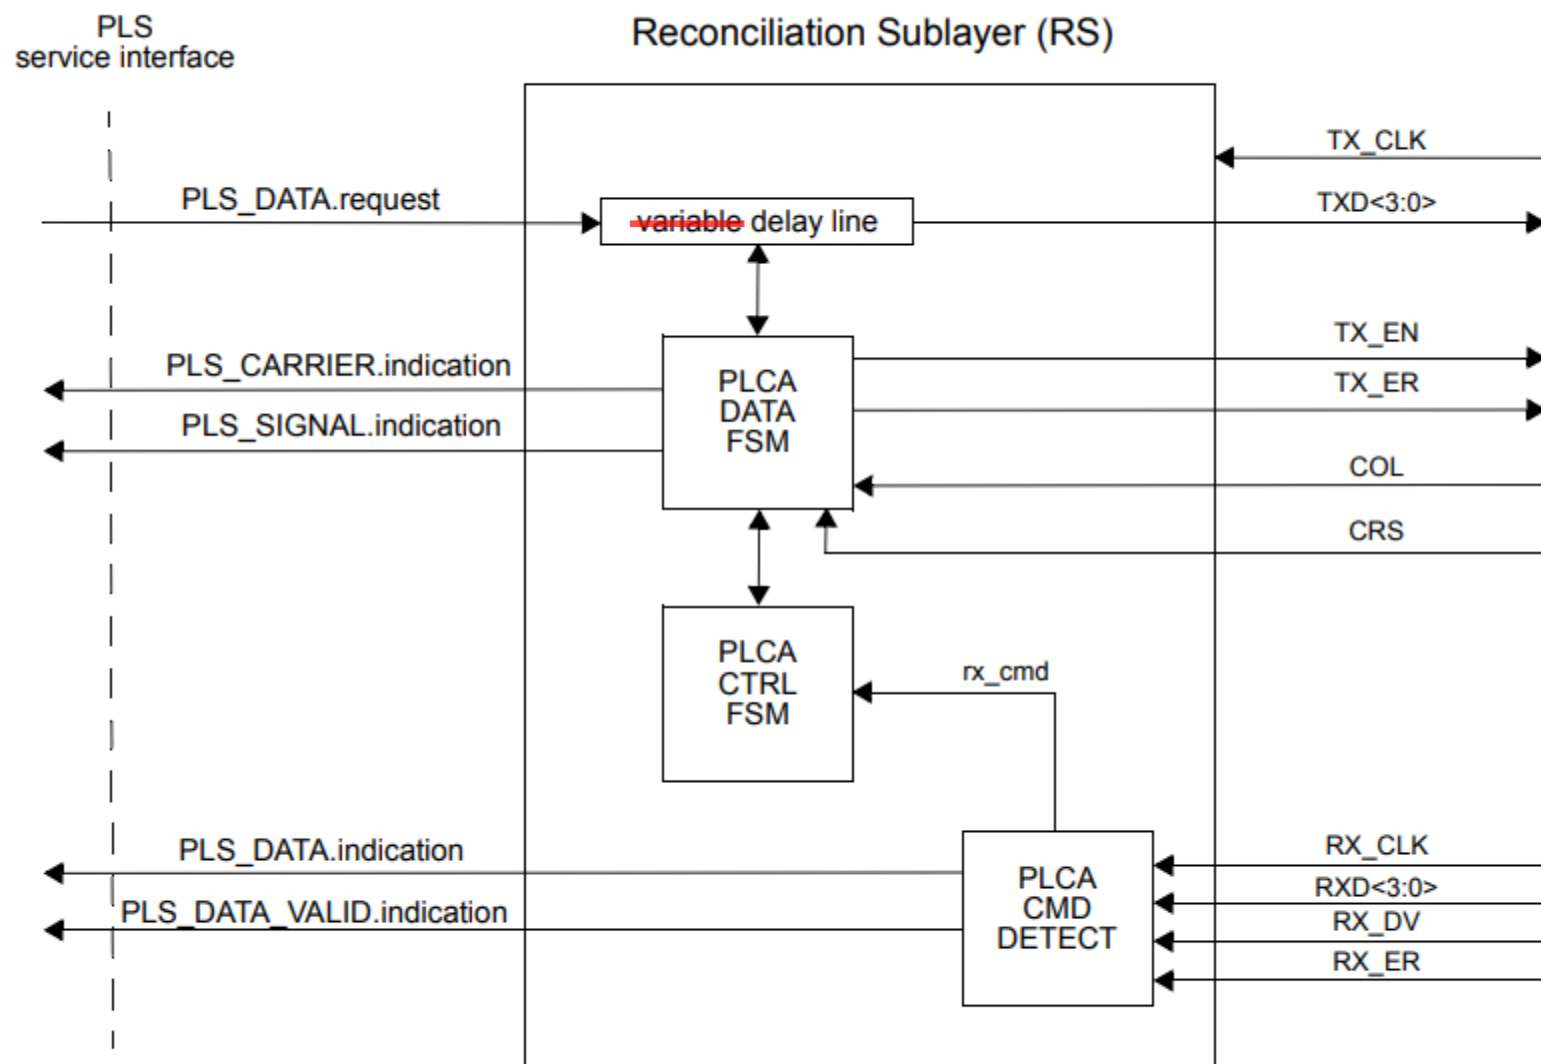 PLS
service interface
Reconciliation Sublayer (RS)
TX_CLK
PLS_DATA.request
variable delay line
TXD<3:0>
PLS_CARRIER.indication
PLS_SIGNAL.indication
PLCA
DATA
FSM
TX_EN
TX_ER
COL
CRS
PLCA
CTRL
FSM
rx_cmd
PLS_DATA.indication
PLS_DATA_VALID.indication
PLCA
CMD
DETECT
RX_CLK
RXD<3:0>
RX_DV
RX_ER